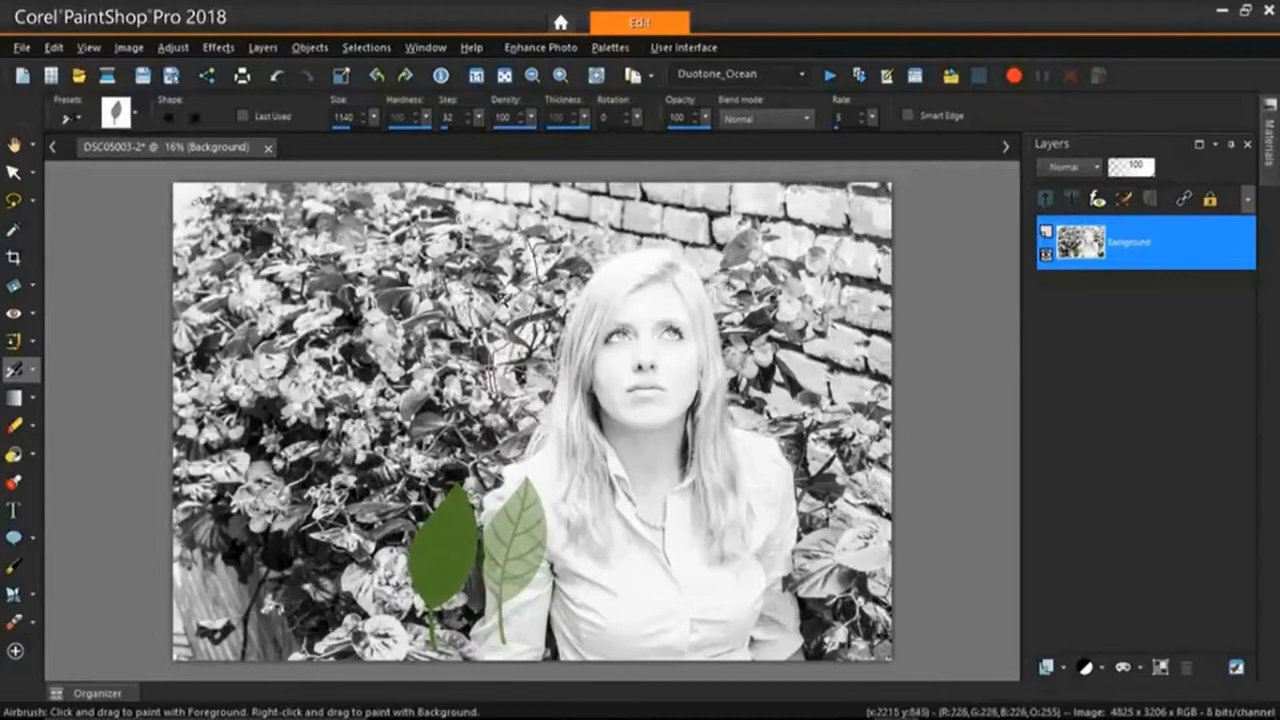 Corel®PaintShop®Pro 2018
Edit
File Edit View Image Adjust Effects Layers Objects Selections Window Help Enhance Photo Palettes User Interface
Duotone_Ocean
Presets: Shape: Size: Hardness: Step: Density: Thickness: Rotation: Opacity: Blend mode: Rate:
Last Used 1140 100 32 100 100 0 100 Normal 5 Smart Edge
DSC05003-2* @ 16% (Background)
Layers
Materials
Normal 100
Background
T
Organizer
Airbrush: Click and drag to paint with Foreground. Right-click and drag to paint with Background.
(x:2215 y:845) -- (R:226,G:226,B:226,O:255) -- Image: 4825 x 3206 x RGB - 8 bits/channel